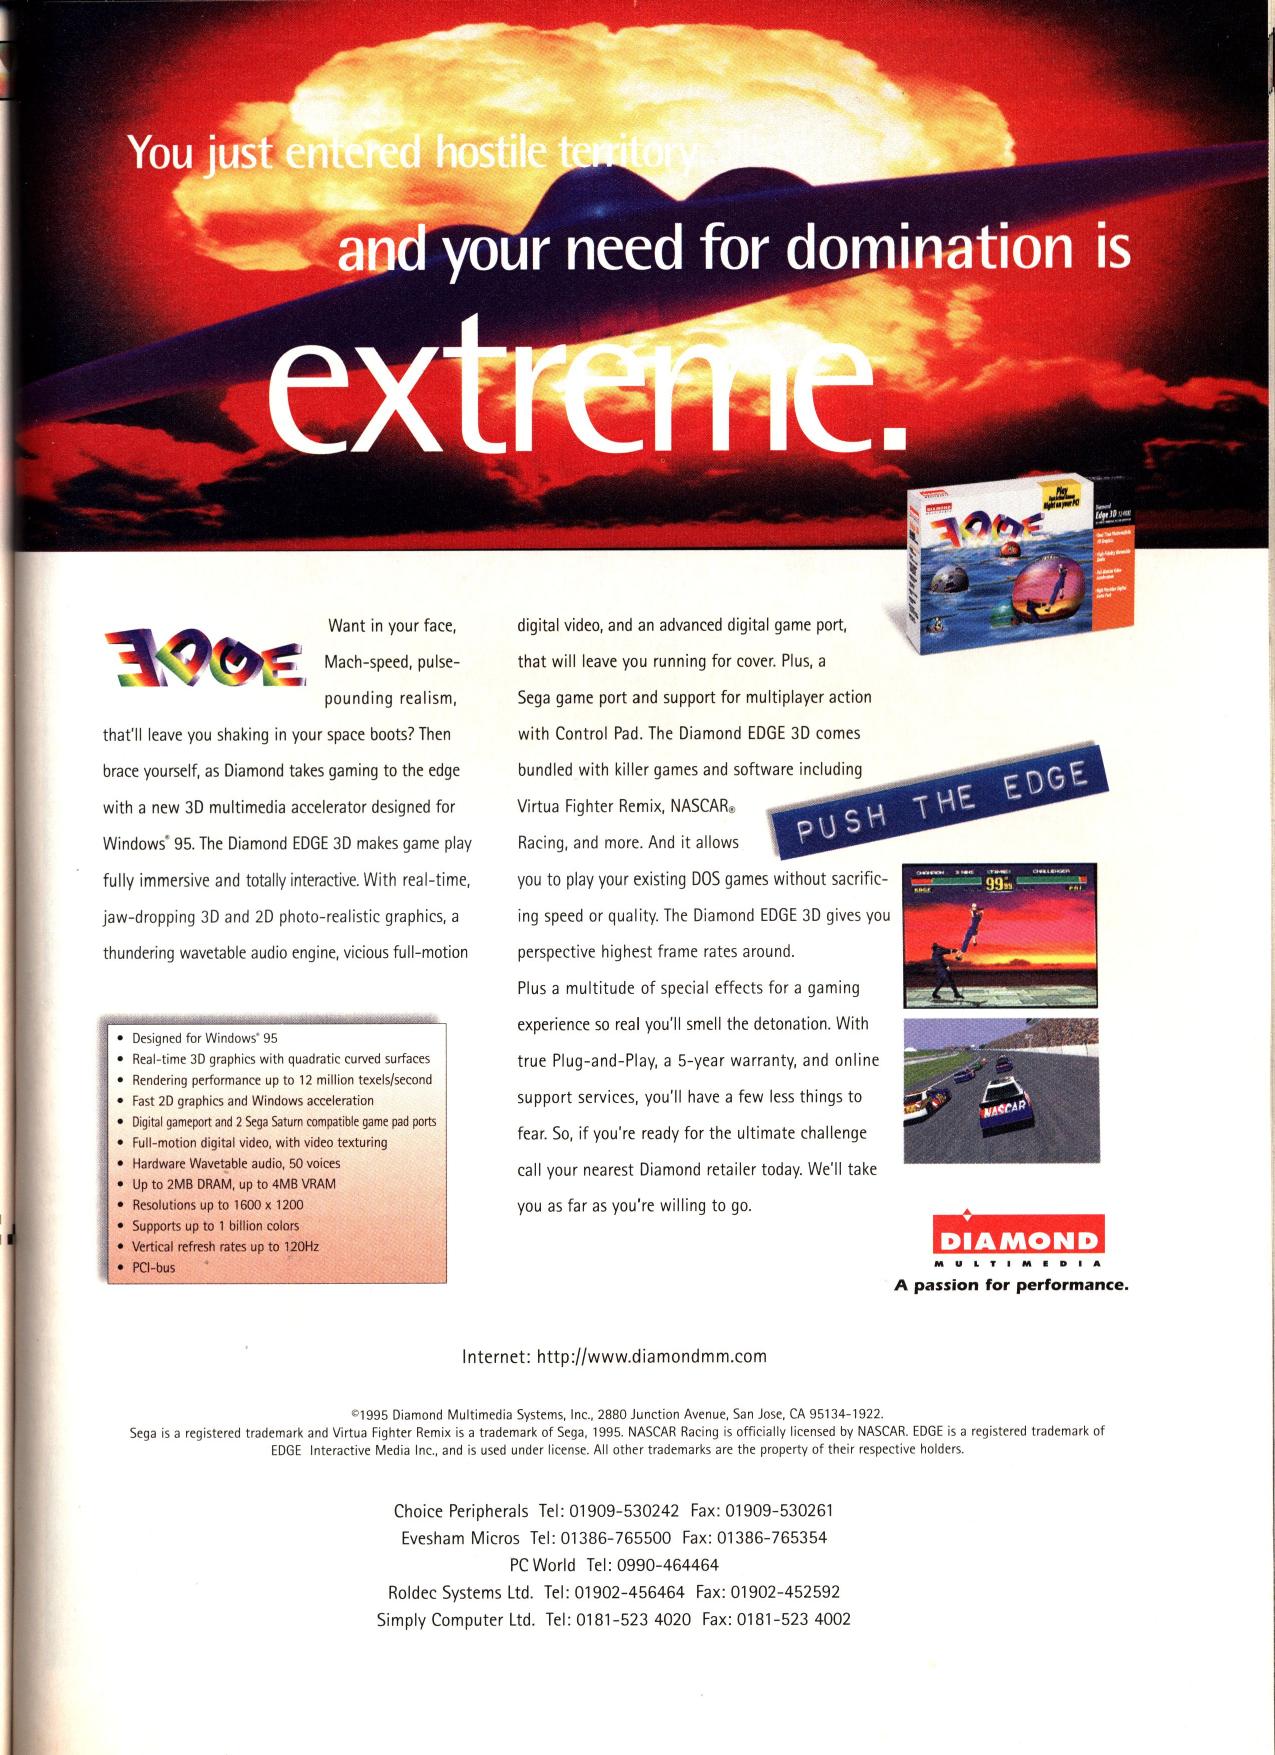 You just entered hostile territory
and your need for domination is
extreme.
Play
Right on your PC!
DIAMOND
EDGE
Diamond
Edge 3D
EDGE
Want in your face,
Mach-speed, pulse-
pounding realism,
that'll leave you shaking in your space boots? Then
brace yourself, as Diamond takes gaming to the edge
with a new 3D multimedia accelerator designed for
Windows® 95. The Diamond EDGE 3D makes game play
fully immersive and totally interactive. With real-time,
jaw-dropping 3D and 2D photo-realistic graphics, a
thundering wavetable audio engine, vicious full-motion
• Designed for Windows® 95
• Real-time 3D graphics with quadratic curved surfaces
• Rendering performance up to 12 million texels/second
• Fast 2D graphics and Windows acceleration
• Digital gameport and 2 Sega Saturn compatible game pad ports
• Full-motion digital video, with video texturing
• Hardware Wavetable audio, 50 voices
• Up to 2MB DRAM, up to 4MB VRAM
• Resolutions up to 1600 x 1200
• Supports up to 1 billion colors
• Vertical refresh rates up to 120Hz
• PCI-bus
digital video, and an advanced digital game port,
that will leave you running for cover. Plus, a
Sega game port and support for multiplayer action
with Control Pad. The Diamond EDGE 3D comes
bundled with killer games and software including
Virtua Fighter Remix, NASCAR®
Racing, and more. And it allows
you to play your existing DOS games without sacrific-
ing speed or quality. The Diamond EDGE 3D gives you
perspective highest frame rates around.
Plus a multitude of special effects for a gaming
experience so real you'll smell the detonation. With
true Plug-and-Play, a 5-year warranty, and online
support services, you'll have a few less things to
fear. So, if you're ready for the ultimate challenge
call your nearest Diamond retailer today. We'll take
you as far as you're willing to go.
PUSH THE EDGE
CHAMPION CHALLENGER
99
NASCAR
DIAMOND
MULTIMEDIA
A passion for performance.
Internet: http://www.diamondmm.com
©1995 Diamond Multimedia Systems, Inc., 2880 Junction Avenue, San Jose, CA 95134-1922.
Sega is a registered trademark and Virtua Fighter Remix is a trademark of Sega, 1995. NASCAR Racing is officially licensed by NASCAR. EDGE is a registered trademark of
EDGE Interactive Media Inc., and is used under license. All other trademarks are the property of their respective holders.
Choice Peripherals Tel: 01909-530242 Fax: 01909-530261
Evesham Micros Tel: 01386-765500 Fax: 01386-765354
PC World Tel: 0990-464464
Roldec Systems Ltd. Tel: 01902-456464 Fax: 01902-452592
Simply Computer Ltd. Tel: 0181-523 4020 Fax: 0181-523 4002